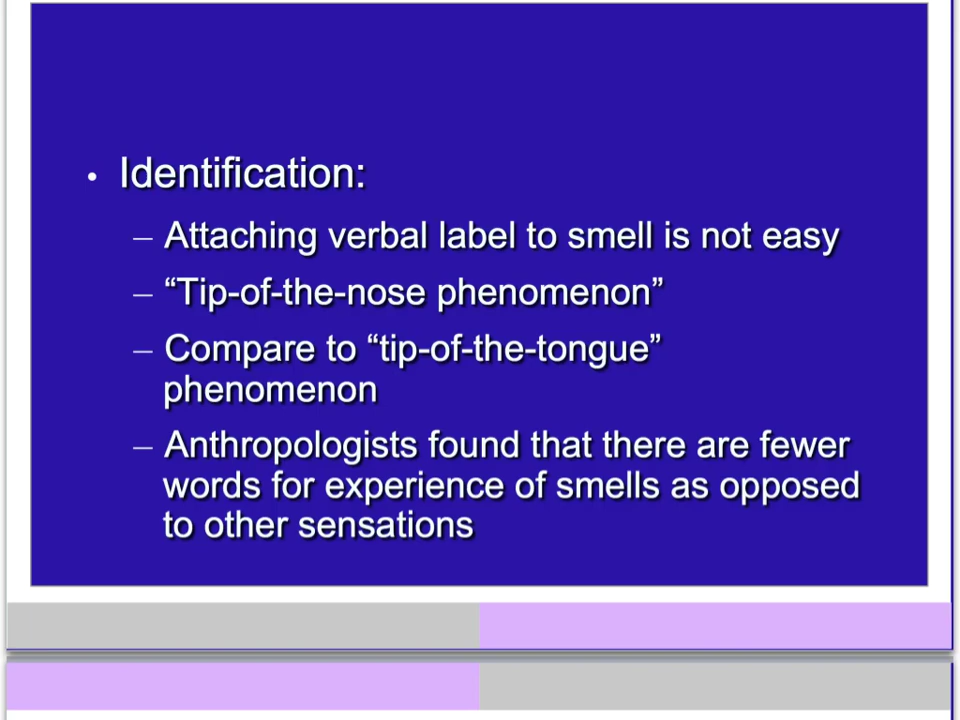 • Identification:
– Attaching verbal label to smell is not easy
– “Tip-of-the-nose phenomenon”
– Compare to “tip-of-the-tongue”
phenomenon
– Anthropologists found that there are fewer
words for experience of smells as opposed
to other sensations